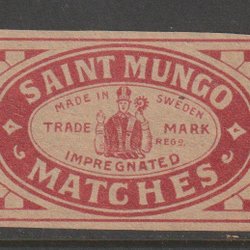 SAINT MUNGO
MADE IN SWEDEN
TRADE MARK
REGD.
IMPREGNATED
MATCHES